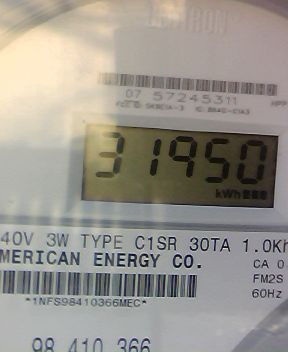 07 57245311
31950
kWh
40V 3W TYPE C1SR 30TA 1.0Kh
MERICAN ENERGY CO.
CA 0
FM2S
*1NFS98410366MEC*
60Hz
98 410 366